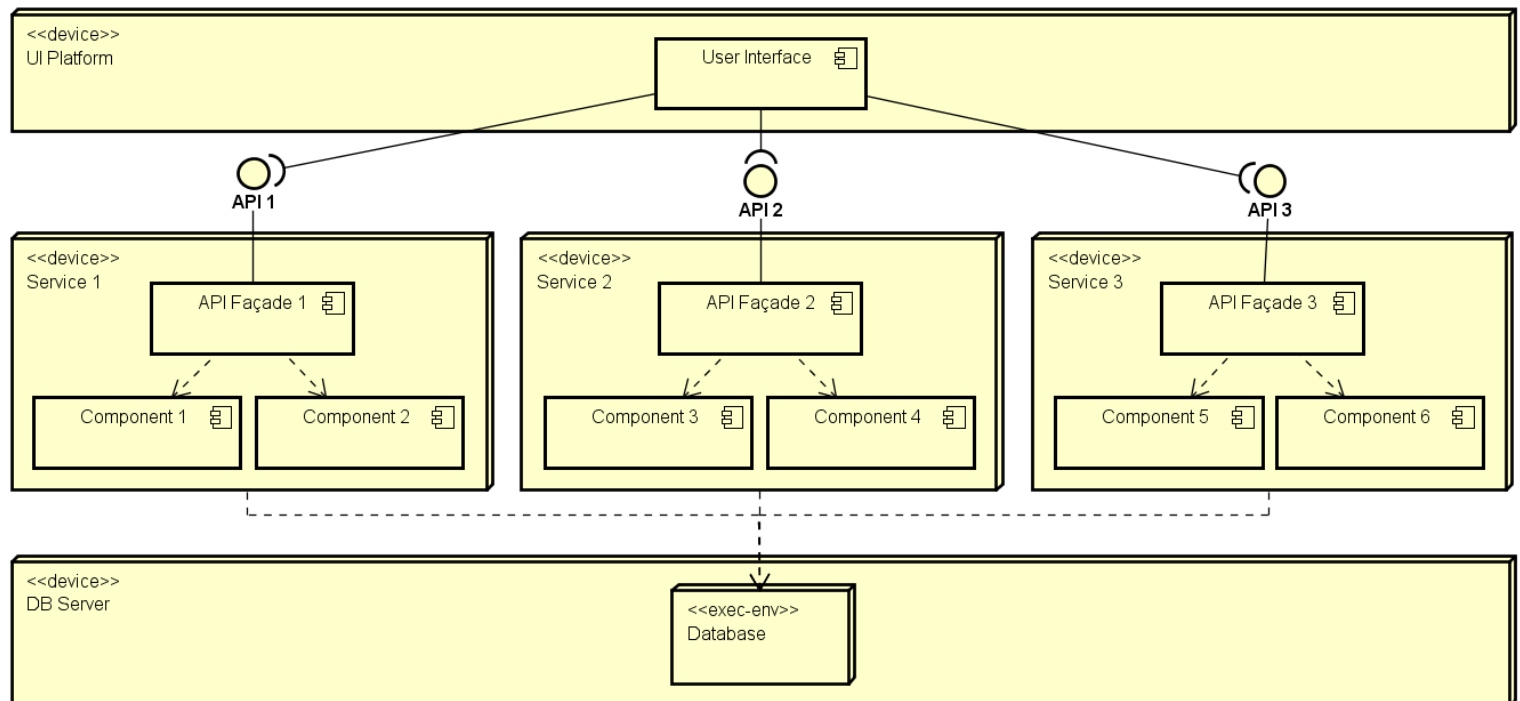 <<device>>
UI Platform
User Interface
API 1
API 2
API 3
<<device>>
Service 1
API Façade 1
Component 1
Component 2
<<device>>
Service 2
API Façade 2
Component 3
Component 4
<<device>>
Service 3
API Façade 3
Component 5
Component 6
<<device>>
DB Server
<<exec-env>>
Database